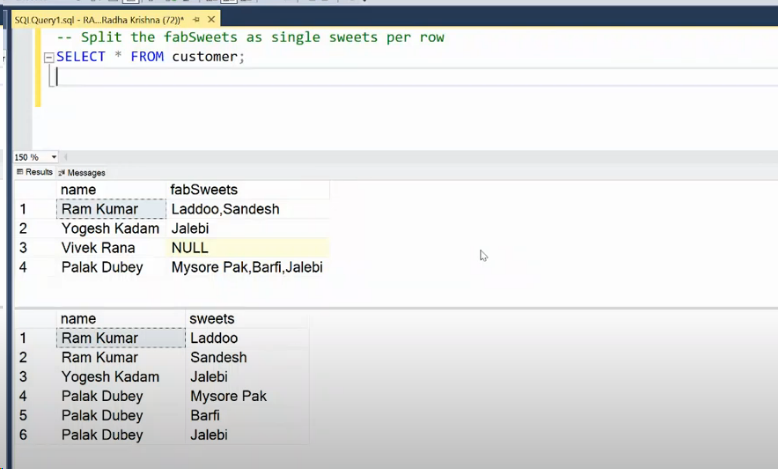 SQLQuery1.sql - RA...Radha Krishna (72))*
-- Split the fabSweets as single sweets per row
SELECT * FROM customer;
150 %
Results Messages
name fabSweets
1 Ram Kumar Laddoo,Sandesh
2 Yogesh Kadam Jalebi
3 Vivek Rana NULL
4 Palak Dubey Mysore Pak,Barfi,Jalebi
name sweets
1 Ram Kumar Laddoo
2 Ram Kumar Sandesh
3 Yogesh Kadam Jalebi
4 Palak Dubey Mysore Pak
5 Palak Dubey Barfi
6 Palak Dubey Jalebi